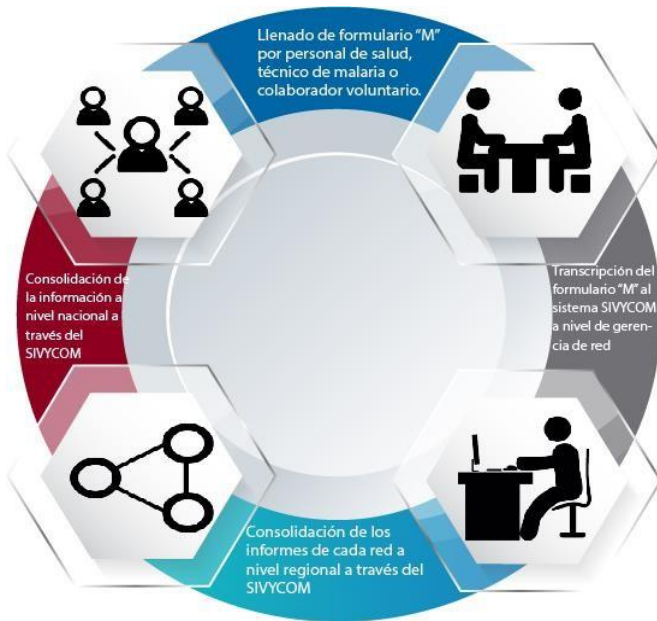 Llenado de formulario "M"
por personal de salud,
técnico de malaria o
colaborador voluntario.
Transcripción del
formulario "M" al
sistema SIVYCOM
a nivel de geren-
cia de red
Consolidación de los
informes de cada red a
nivel regional a través del
SIVYCOM
Consolidación de
la información a
nivel nacional a
través del
SIVYCOM